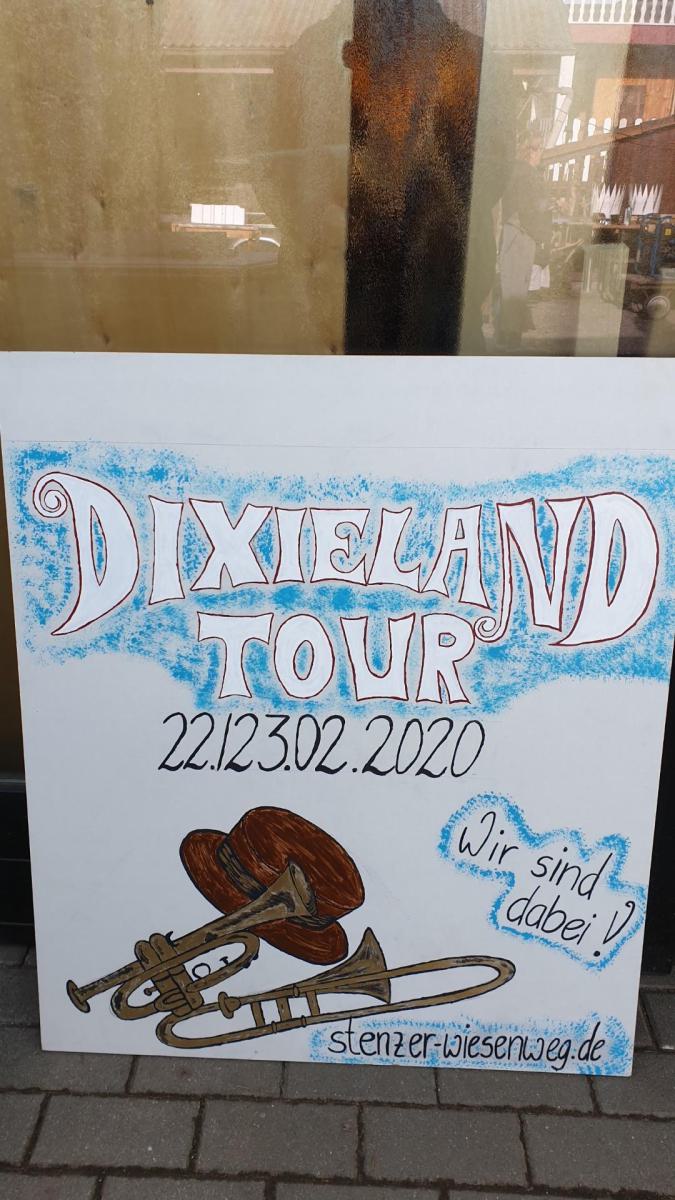 DIXIELAND
TOUR
22./23.02.2020
Wir sind
dabei!
stenzer-wiesenweg.de